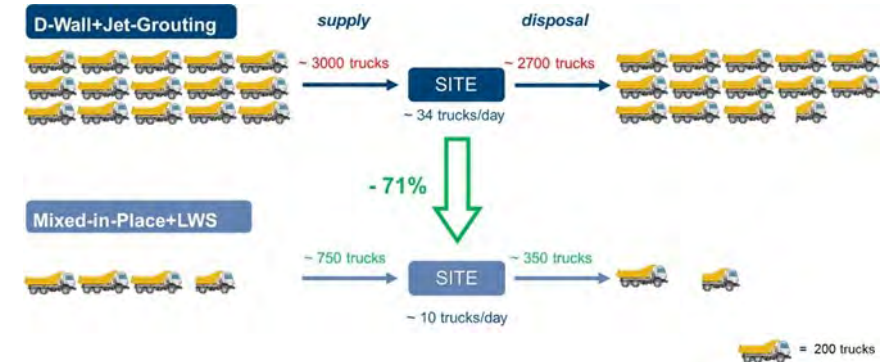 D-Wall+Jet-Grouting
supply
disposal
~ 3000 trucks
SITE
~ 2700 trucks
~ 34 trucks/day
- 71%
Mixed-in-Place+LWS
~ 750 trucks
SITE
~ 350 trucks
~ 10 trucks/day
= 200 trucks